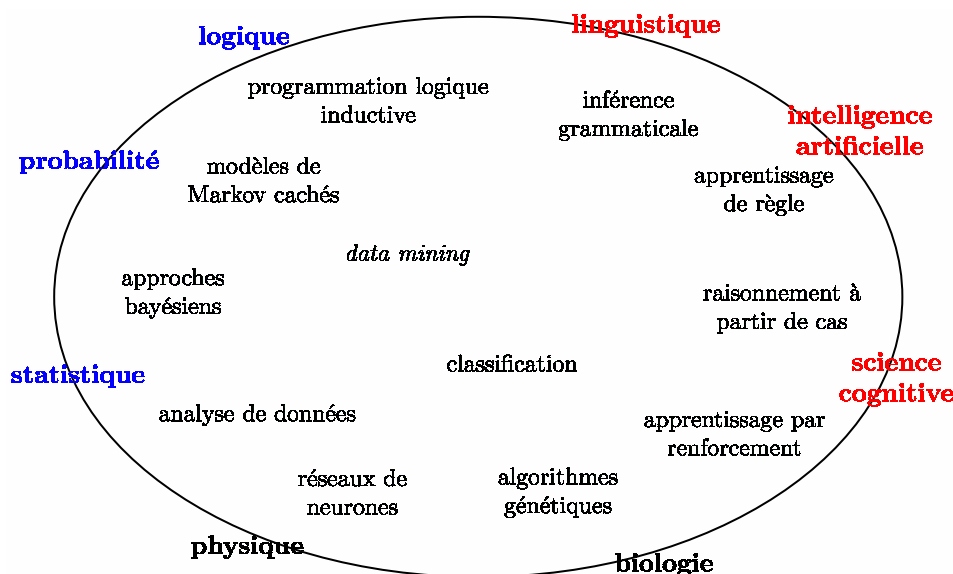 linguistique
logique
programmation logique
inductive
inférence
grammaticale
intelligence
artificielle
probabilité
modèles de
Markov cachés
apprentissage
de règle
data mining
approches
bayésiens
raisonnement à
partir de cas
classification
science
cognitive
statistique
analyse de données
apprentissage par
renforcement
réseaux de
neurones
algorithmes
génétiques
physique
biologie